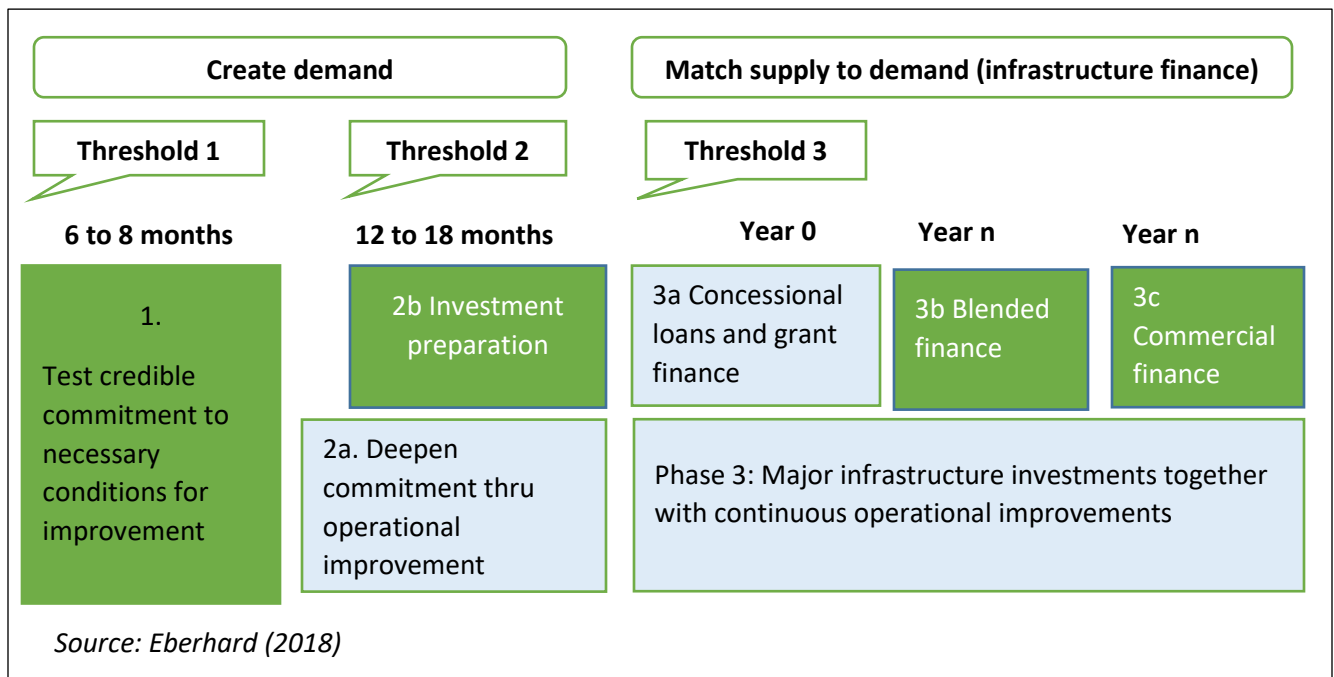 Create demand
Match supply to demand (infrastructure finance)
Threshold 1
Threshold 2
Threshold 3
6 to 8 months
12 to 18 months
Year 0
Year n
Year n
1.
Test credible
commitment to
necessary
conditions for
improvement
2b Investment
preparation
2a. Deepen
commitment thru
operational
improvement
3a Concessional
loans and grant
finance
3b Blended
finance
3c
Commercial
finance
Phase 3: Major infrastructure investments together
with continuous operational improvements
Source: Eberhard (2018)